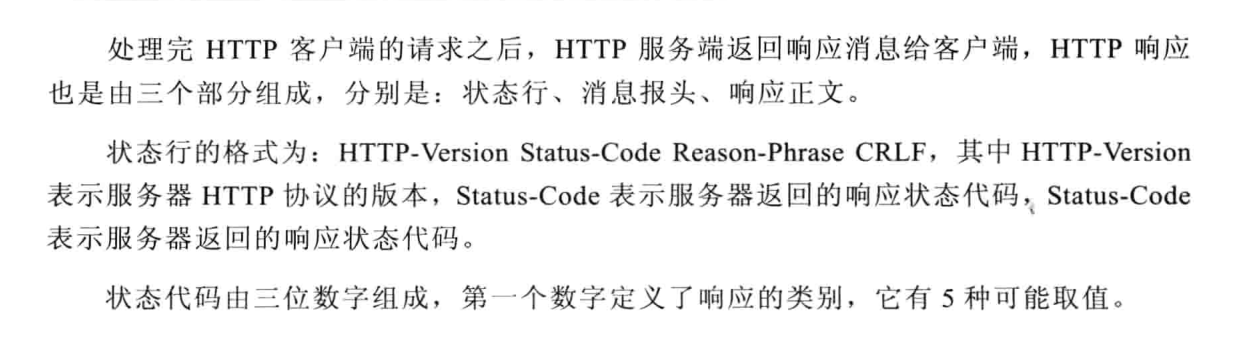 处理完 HTTP 客户端的请求之后，HTTP 服务端返回响应消息给客户端，HTTP 响应
也是由三个部分组成，分别是：状态行、消息报头、响应正文。
状态行的格式为：HTTP-Version Status-Code Reason-Phrase CRLF，其中 HTTP-Version
表示服务器 HTTP 协议的版本，Status-Code 表示服务器返回的响应状态代码，Status-Code
表示服务器返回的响应状态代码。
状态代码由三位数字组成，第一个数字定义了响应的类别，它有 5 种可能取值。